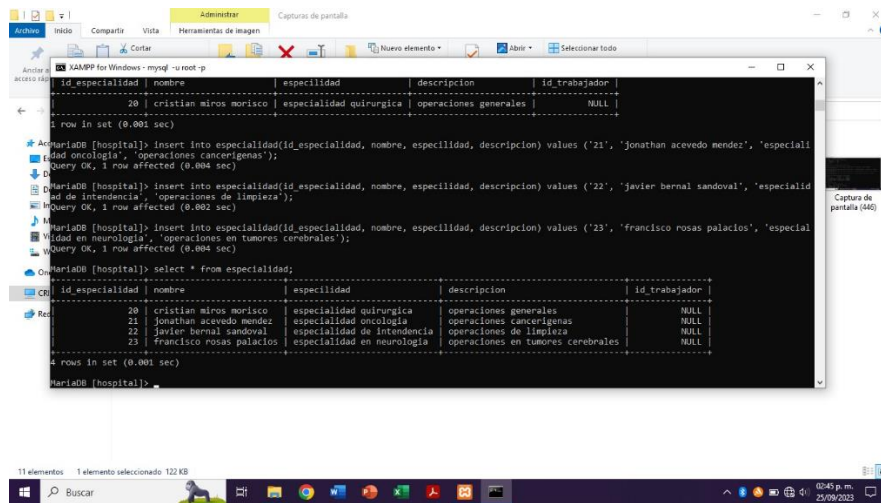 Administrar
Capturas de pantalla
Archivo Inicio Compartir Vista Herramientas de imagen
Cortar
Nuevo elemento
Abrir
Seleccionar todo
Anclar a
acceso ráp
XAMPP for Windows - mysql -u root -p
| id_especialidad | nombre | especilidad | descripcion | id_trabajador |
| 20 | cristian miros morisco | especialidad quirurgica | operaciones generales | NULL |
1 row in set (0.001 sec)
MariaDB [hospital]> insert into especialidad(id_especialidad, nombre, especilidad, descripcion) values ('21', 'jonathan acevedo mendez', 'especiali
dad oncologia', 'operaciones cancerigenas');
Query OK, 1 row affected (0.004 sec)
MariaDB [hospital]> insert into especialidad(id_especialidad, nombre, especilidad, descripcion) values ('22', 'javier bernal sandoval', 'especialid
ad de intendencia', 'operaciones de limpieza');
Query OK, 1 row affected (0.002 sec)
MariaDB [hospital]> insert into especialidad(id_especialidad, nombre, especilidad, descripcion) values ('23', 'francisco rosas palacios', 'especial
idad en neurologia', 'operaciones en tumores cerebrales');
Query OK, 1 row affected (0.004 sec)
MariaDB [hospital]> select * from especialidad;
| id_especialidad | nombre | especilidad | descripcion | id_trabajador |
| 20 | cristian miros morisco | especialidad quirurgica | operaciones generales | NULL |
| 21 | jonathan acevedo mendez | especialidad oncologia | operaciones cancerigenas | NULL |
| 22 | javier bernal sandoval | especialidad de intendencia | operaciones de limpieza | NULL |
| 23 | francisco rosas palacios | especialidad en neurologia | operaciones en tumores cerebrales | NULL |
4 rows in set (0.001 sec)
MariaDB [hospital]>
Captura de
pantalla (446)
11 elementos 1 elemento seleccionado 122 KB
Buscar
02:45 p. m.
25/09/2023